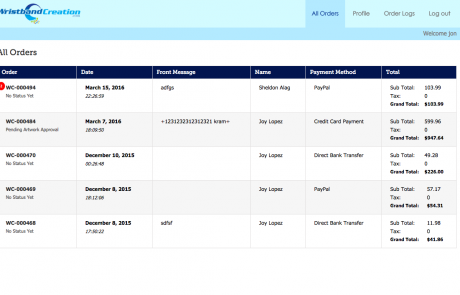 WristbandCreation
All Orders Profile Order Logs Log out
Welcome Jon
All Orders
Order Date Front Message Name Payment Method Total
WC-000494 March 15, 2016 adfgs Sheldon Alag PayPal Sub Total: 103.99
No Status Yet 22:26:59 Tax: 0
Grand Total: $103.99
WC-000484 March 7, 2016 +1231232312312321 kram+ Joy Lopez Credit Card Payment Sub Total: 599.96
Pending Artwork Approval 18:09:50 Tax: 0
Grand Total: $947.64
WC-000470 December 10, 2015 Joy Lopez Direct Bank Transfer Sub Total: 49.28
No Status Yet 00:26:48 Tax: 0
Grand Total: $226.00
WC-000469 December 8, 2015 Joy Lopez PayPal Sub Total: 57.17
No Status Yet 18:12:06 Tax: 0
Grand Total: $54.31
WC-000468 December 8, 2015 sdfsf Joy Lopez Direct Bank Transfer Sub Total: 11.98
No Status Yet 17:50:22 Tax: 0
Grand Total: $41.86